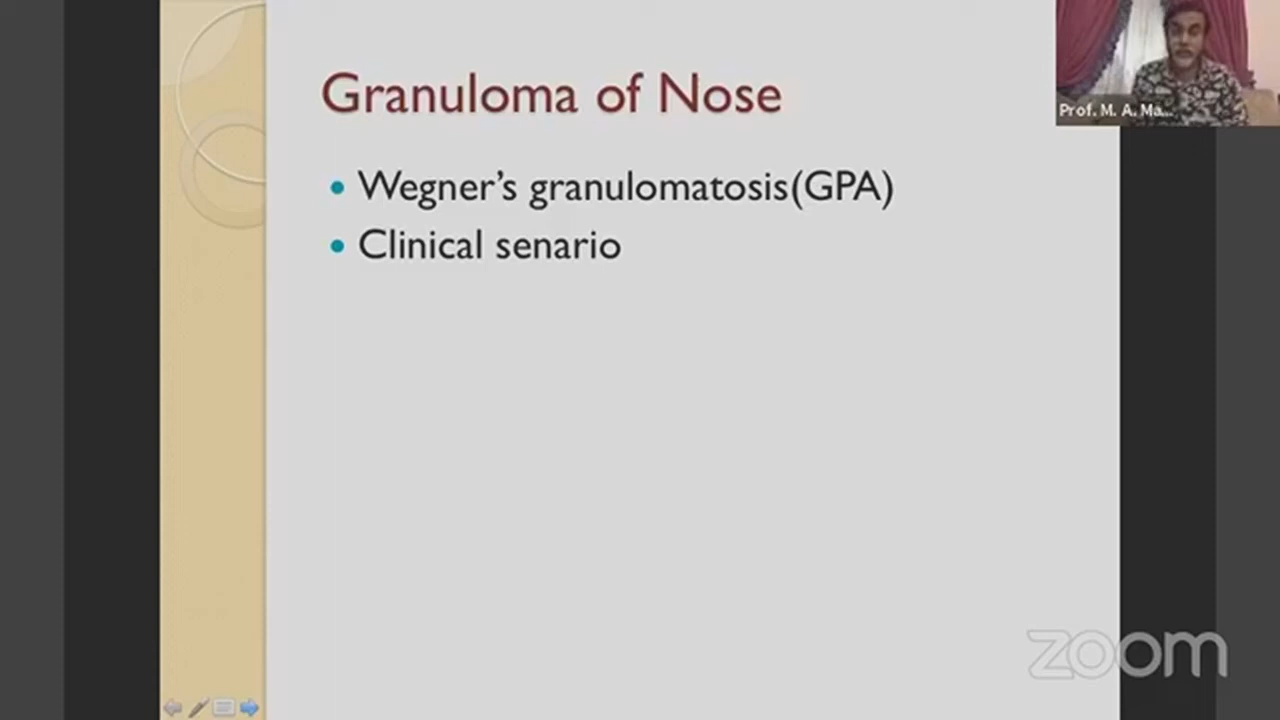 Granuloma of Nose
Prof. M. A. Ma...
Wegner's granulomatosis(GPA)
Clinical senario
zoom